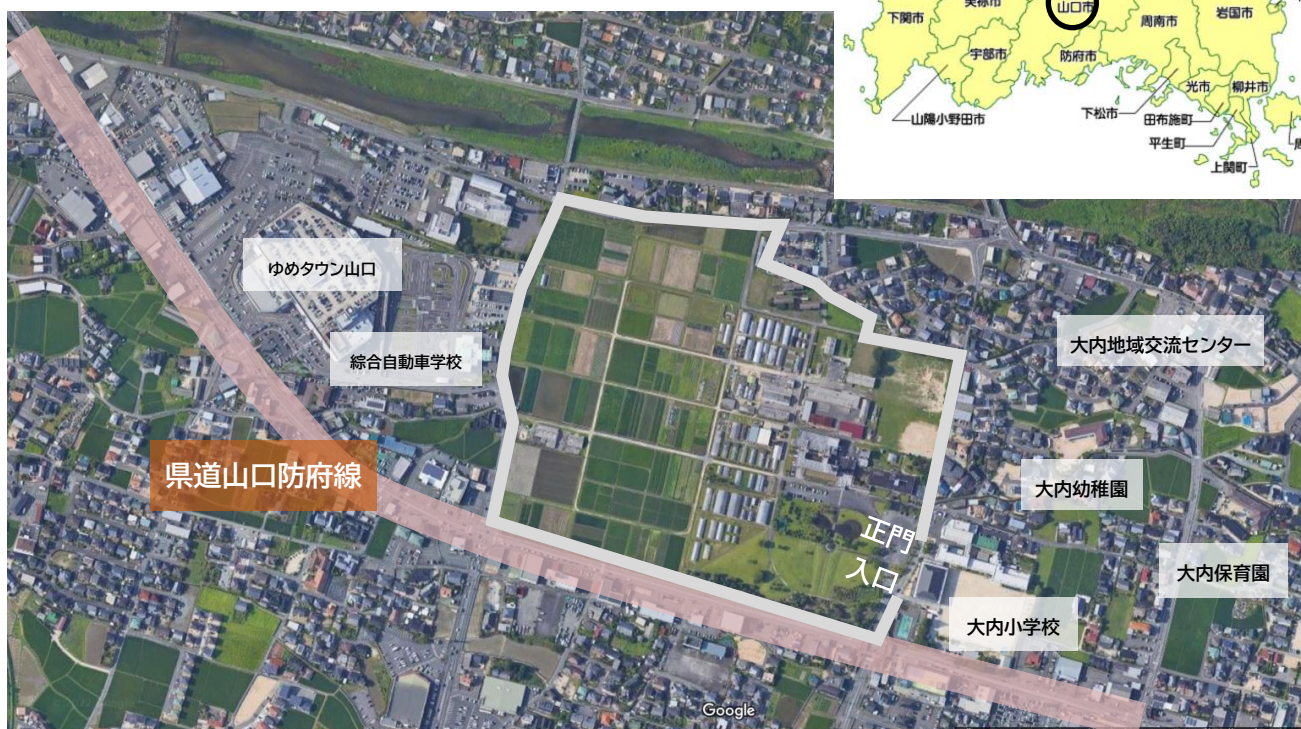 美祢市
山口市
下関市
周南市
岩国市
宇部市
防府市
光市
柳井市
下松市
田布施町
山陽小野田市
平生町
上関町
ゆめタウン山口
綜合自動車学校
大内地域交流センター
県道山口防府線
大内幼稚園
正門
入口
大内保育園
大内小学校
Google